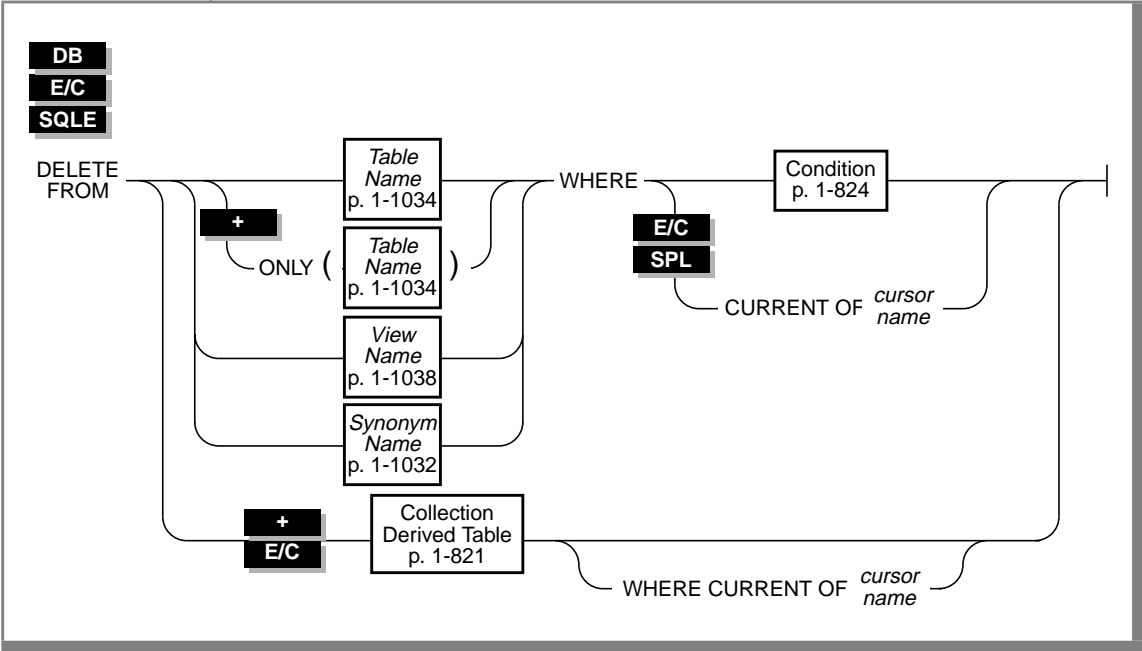 DB
E/C
SQLE
DELETE
FROM
Table
Name
p. 1-1034
WHERE
Condition
p. 1-824
+
ONLY (
Table
Name
p. 1-1034
)
E/C
SPL
CURRENT OF cursor
name
View
Name
p. 1-1038
Synonym
Name
p. 1-1032
+
E/C
Collection
Derived Table
p. 1-821
WHERE CURRENT OF cursor
name